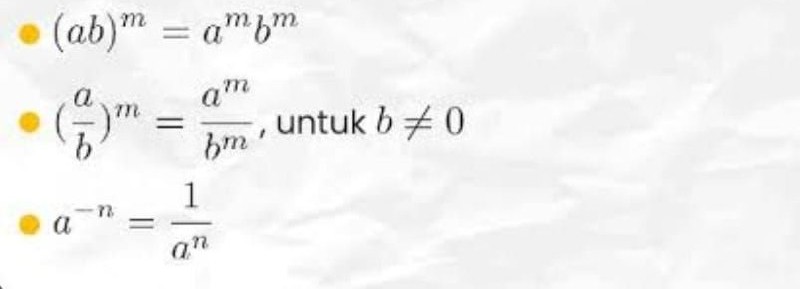 • (ab)^m = a^m b^m
• (a/b)^m = a^m/b^m, untuk b ≠ 0
• a^{-n} = 1/a^n